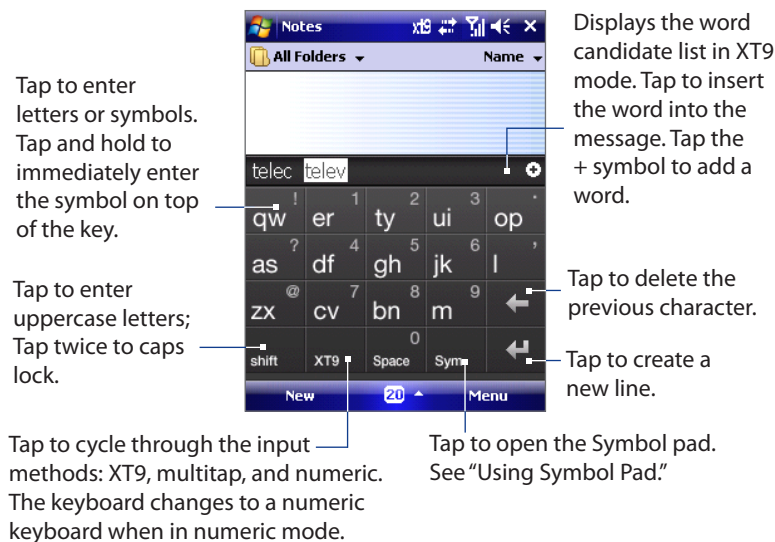 Notes xt9
All Folders Name
telec telev
! 1 2 3 .
qw er ty ui op
? 4 5 6 ,
as df gh jk l
@ 7 8 9
zx cv bn m
0
shift XT9 Space Sym
New 20 Menu
Tap to enter
letters or symbols.
Tap and hold to
immediately enter
the symbol on top
of the key.
Tap to enter
uppercase letters;
Tap twice to caps
lock.
Displays the word
candidate list in XT9
mode. Tap to insert
the word into the
message. Tap the
+ symbol to add a
word.
Tap to delete the
previous character.
Tap to create a
new line.
Tap to cycle through the input
methods: XT9, multitap, and numeric.
The keyboard changes to a numeric
keyboard when in numeric mode.
Tap to open the Symbol pad.
See “Using Symbol Pad.”